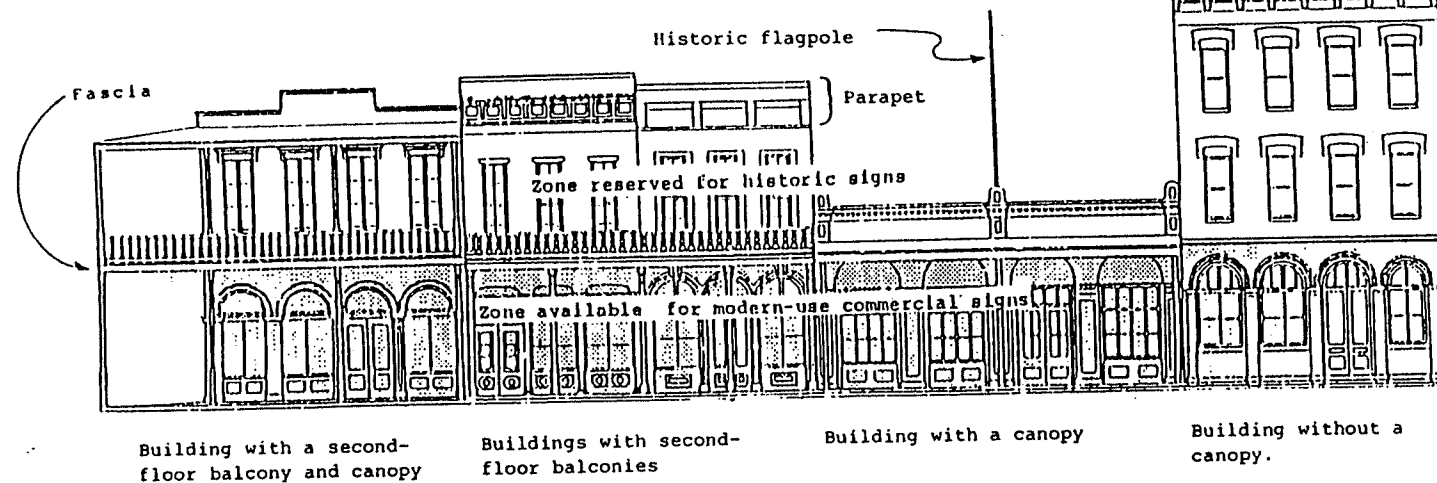 Historic flagpole
Fascia
Parapet
Zone reserved for historic signs
Zone available for modern-use commercial signs
Building with a second-
floor balcony and canopy
Buildings with second-
floor balconies
Building with a canopy
Building without a
canopy.